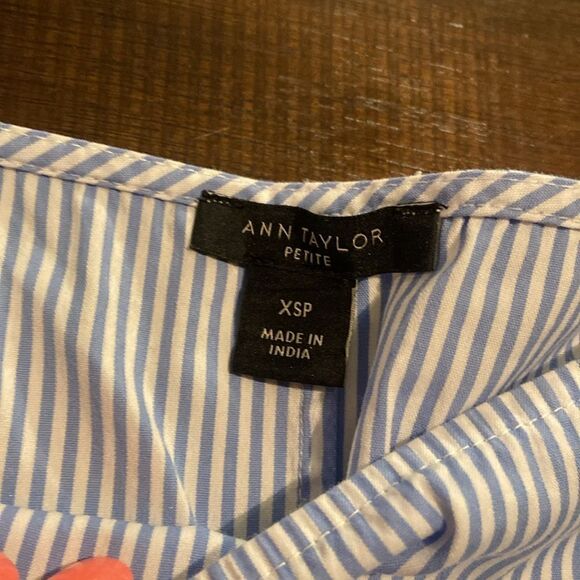 ANN TAYLOR
PETITE
XSP
MADE IN
INDIA